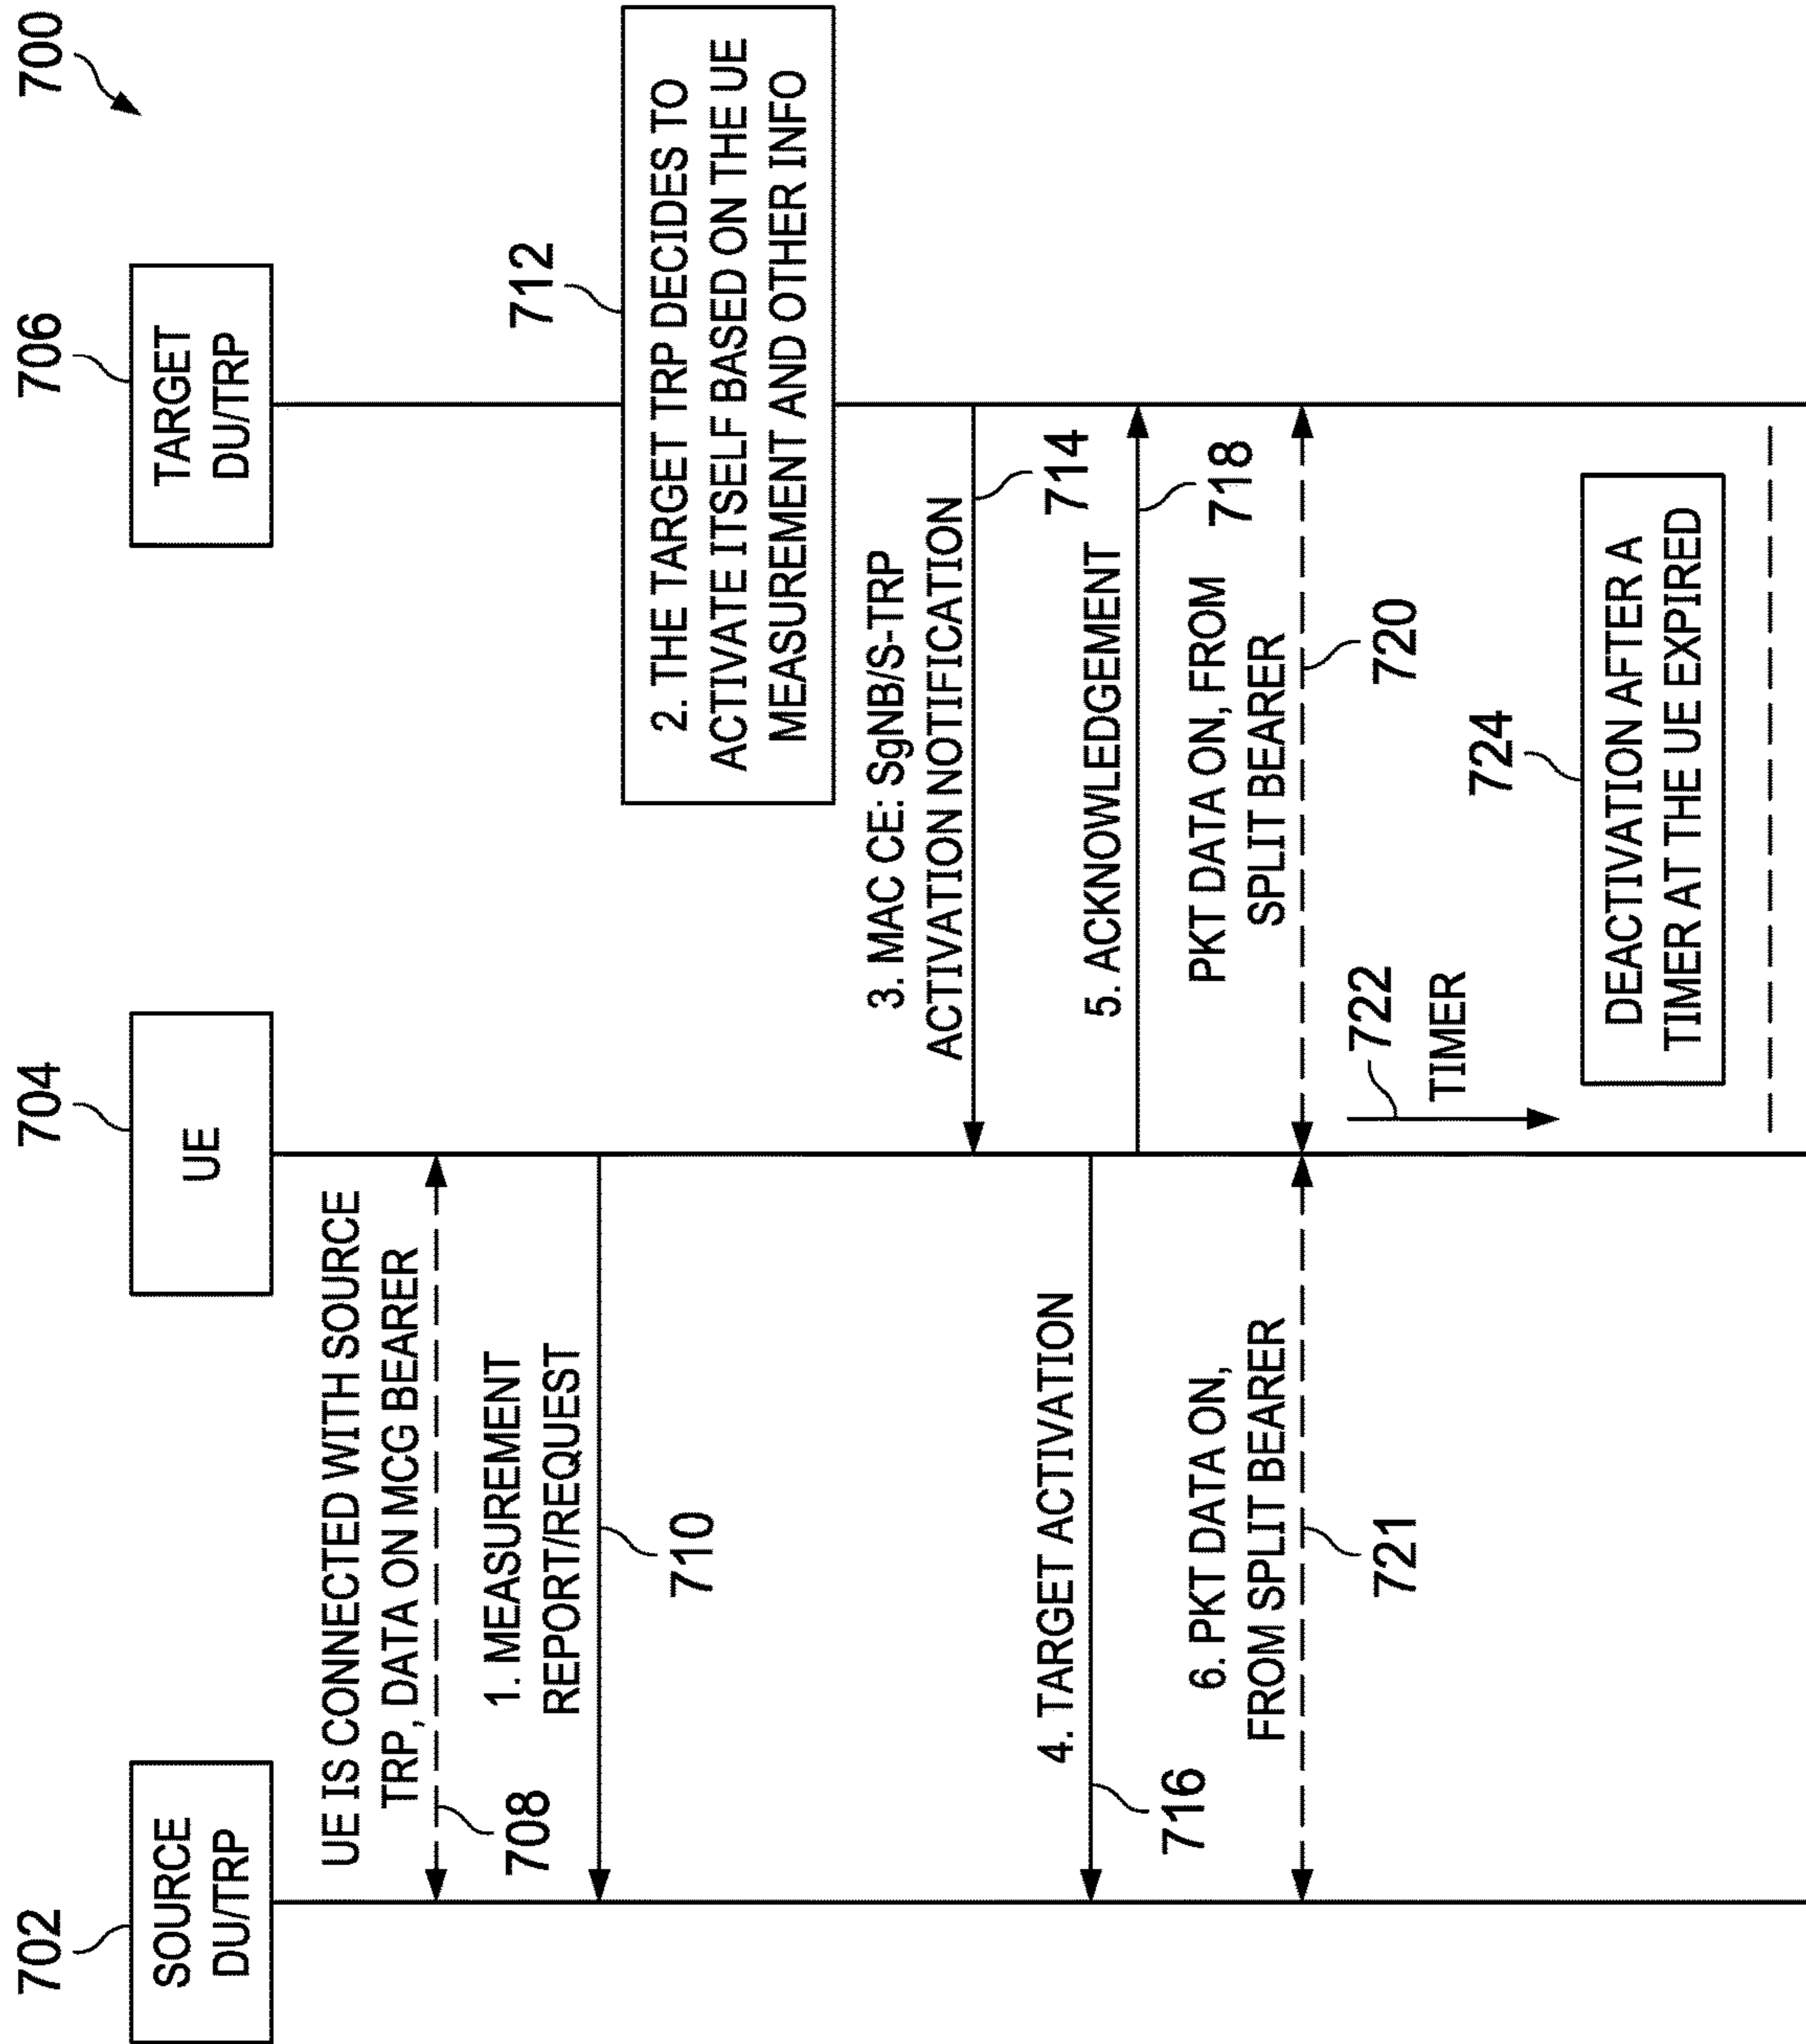 700
702
704
706
SOURCE
DU/TRP
UE
TARGET
DU/TRP
UE IS CONNECTED WITH SOURCE
TRP, DATA ON MCG BEARER
708
1. MEASUREMENT
REPORT/REQUEST
710
712
2. THE TARGET TRP DECIDES TO
ACTIVATE ITSELF BASED ON THE UE
MEASUREMENT AND OTHER INFO
3. MAC CE: SgNB/S-TRP
ACTIVATION NOTIFICATION
714
4. TARGET ACTIVATION
716
5. ACKNOWLEDGEMENT
718
6. PKT DATA ON,
FROM SPLIT BEARER
721
PKT DATA ON, FROM
SPLIT BEARER
720
722
TIMER
724
DEACTIVATION AFTER A
TIMER AT THE UE EXPIRED